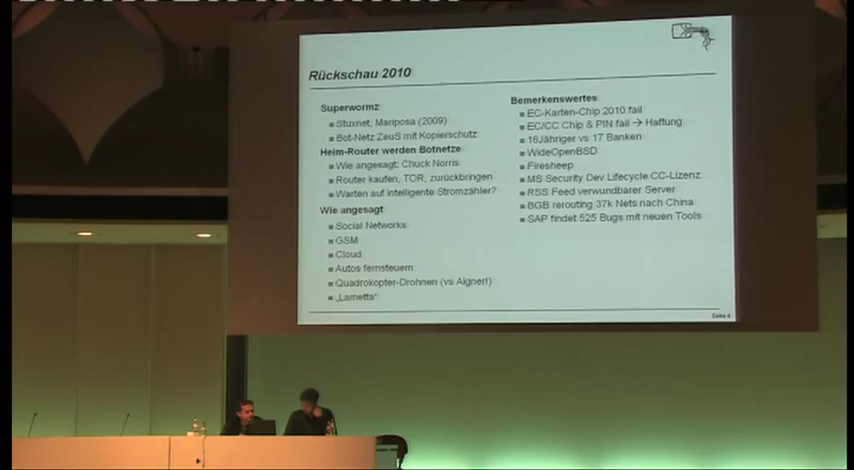 Rückschau 2010
Superwormz
Stuxnet, Mariposa (2009)
Bot-Netz ZeuS mit Kopierschutz
Heim-Router werden Botnetze
Wie angesagt: Chuck Norris
Router kaufen, TOR, zurückbringen
Warten auf intelligente Stromzähler?
Wie angesagt
Social Networks
GSM
Cloud
Autos fernsteuern
Quadrokopter-Drohnen (vs Aigner!)
„Lametta“
Bemerkenswertes
EC-Karten-Chip 2010 fail
EC/CC Chip & PIN fail → Haftung
16Jähriger vs 17 Banken
WideOpenBSD
Firesheep
MS Security Dev Lifecycle CC-Lizenz
RSS Feed verwundbarer Server
BGB rerouting 37k Nets nach China
SAP findet 525 Bugs mit neuen Tools
Seite 4